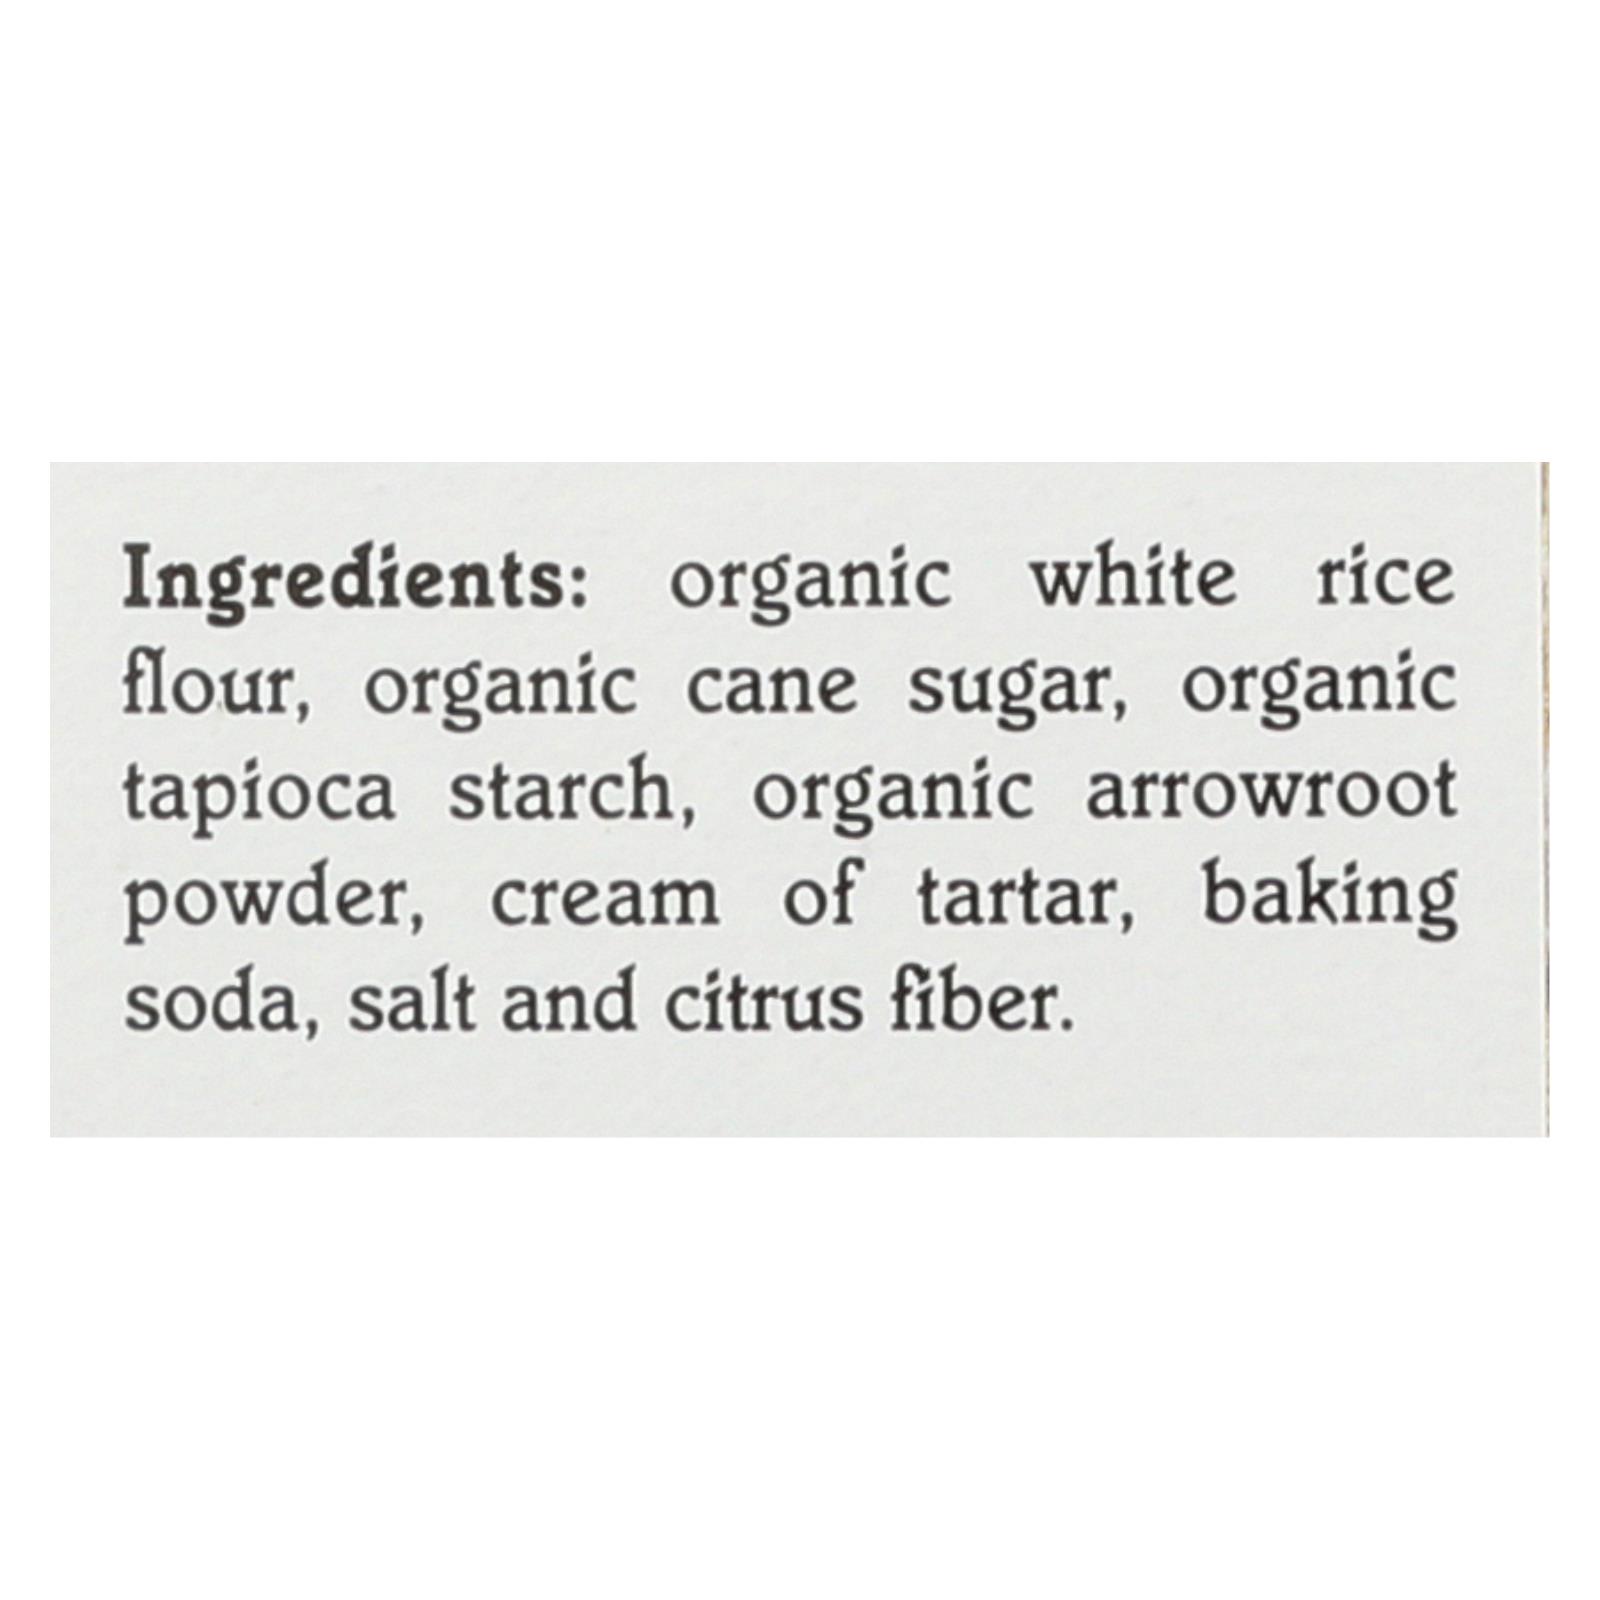 Ingredients: organic white rice
flour, organic cane sugar, organic
tapioca starch, organic arrowroot
powder, cream of tartar, baking
soda, salt and citrus fiber.